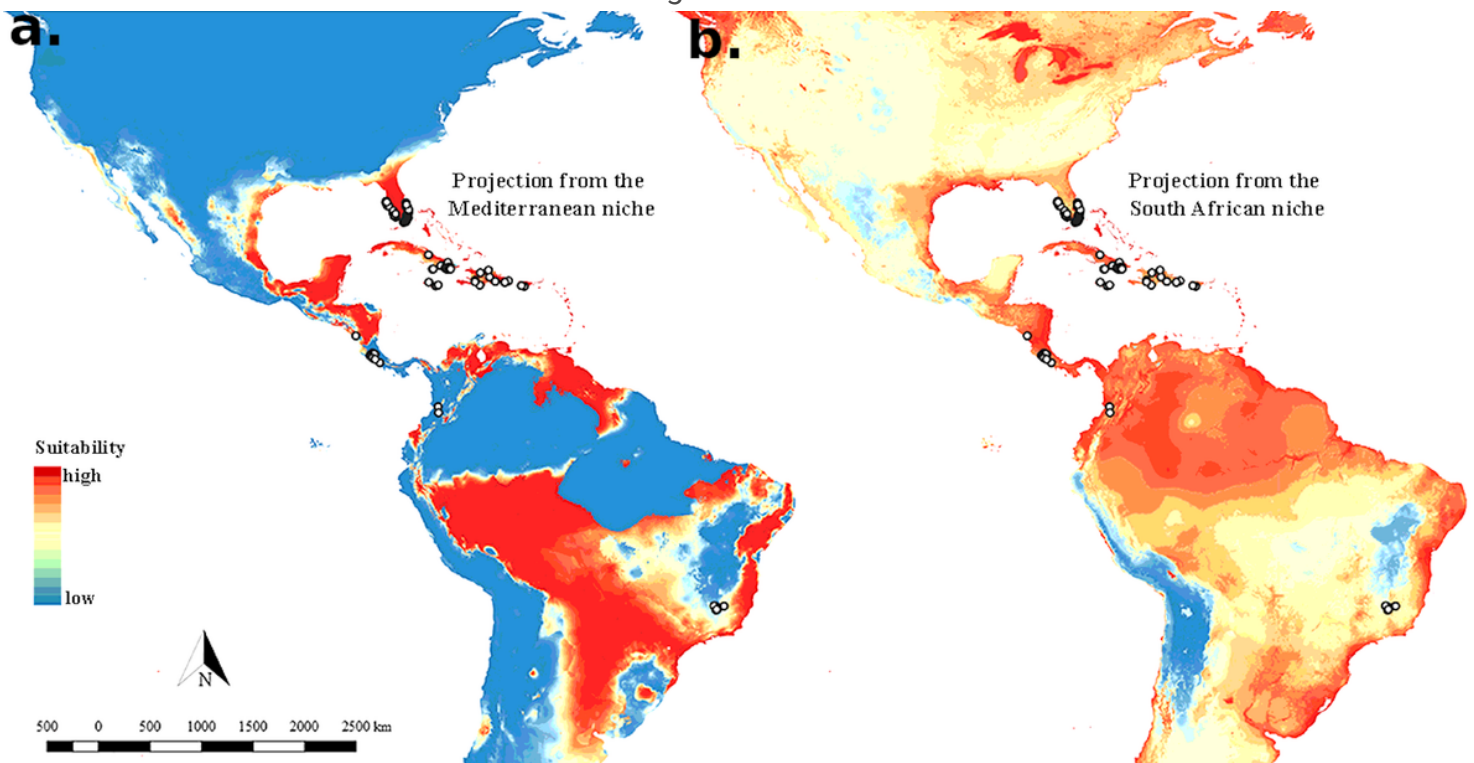 a.
b.
Projection from the
Mediterranean niche
Projection from the
South African niche
Suitability
high
low
N
500 0 500 1000 1500 2000 2500 km